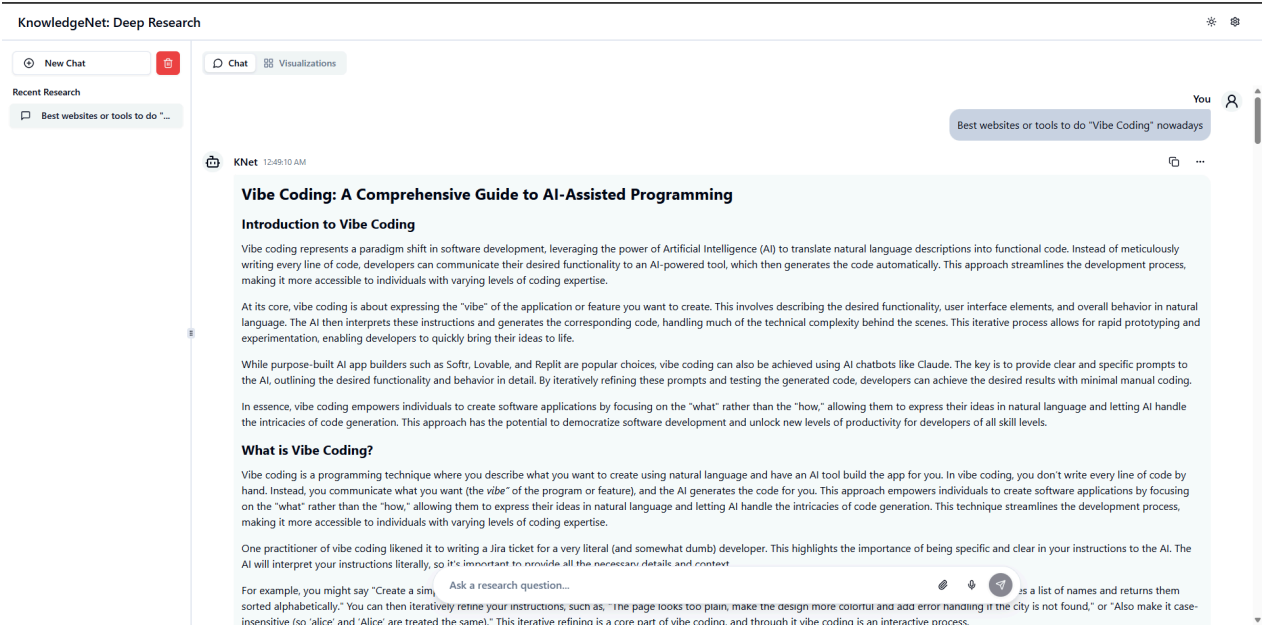 KnowledgeNet: Deep Research
New Chat
Recent Research
Best websites or tools to do "...
Chat
Visualizations
You
Best websites or tools to do "Vibe Coding" nowadays
KNet 12:49:10 AM
Vibe Coding: A Comprehensive Guide to AI-Assisted Programming
Introduction to Vibe Coding
Vibe coding represents a paradigm shift in software development, leveraging the power of Artificial Intelligence (AI) to translate natural language descriptions into functional code. Instead of meticulously
writing every line of code, developers can communicate their desired functionality to an AI-powered tool, which then generates the code automatically. This approach streamlines the development process,
making it more accessible to individuals with varying levels of coding expertise.
At its core, vibe coding is about expressing the "vibe" of the application or feature you want to create. This involves describing the desired functionality, user interface elements, and overall behavior in natural
language. The AI then interprets these instructions and generates the corresponding code, handling much of the technical complexity behind the scenes. This iterative process allows for rapid prototyping and
experimentation, enabling developers to quickly bring their ideas to life.
While purpose-built AI app builders such as Softr, Lovable, and Replit are popular choices, vibe coding can also be achieved using AI chatbots like Claude. The key is to provide clear and specific prompts to
the AI, outlining the desired functionality and behavior in detail. By iteratively refining these prompts and testing the generated code, developers can achieve the desired results with minimal manual coding.
In essence, vibe coding empowers individuals to create software applications by focusing on the "what" rather than the "how," allowing them to express their ideas in natural language and letting AI handle
the intricacies of code generation. This approach has the potential to democratize software development and unlock new levels of productivity for developers of all skill levels.
What is Vibe Coding?
Vibe coding is a programming technique where you describe what you want to create using natural language and have an AI tool build the app for you. In vibe coding, you don't write every line of code by
hand. Instead, you communicate what you want (the vibe" of the program or feature), and the AI generates the code for you. This approach empowers individuals to create software applications by focusing
on the "what" rather than the "how," allowing them to express their ideas in natural language and letting AI handle the intricacies of code generation. This technique streamlines the development process,
making it more accessible to individuals with varying levels of coding expertise.
One practitioner of vibe coding likened it to writing a Jira ticket for a very literal (and somewhat dumb) developer. This highlights the importance of being specific and clear in your instructions to the AI. The
AI will interpret your instructions literally, so it's important to provide all the necessary details and context.
For example, you might say "Create a a list of names and returns them
Ask a research question...
sorted alphabetically." You can then iteratively refine your instructions, such as, "The page looks too plain, make the design more colorful and add error handling if the city is not found," or "Also make it case-
insensitive (so 'alice' and 'Alice' are treated the same)." This iterative refining is a core part of vibe coding, and through it vibe coding is an interactive process.